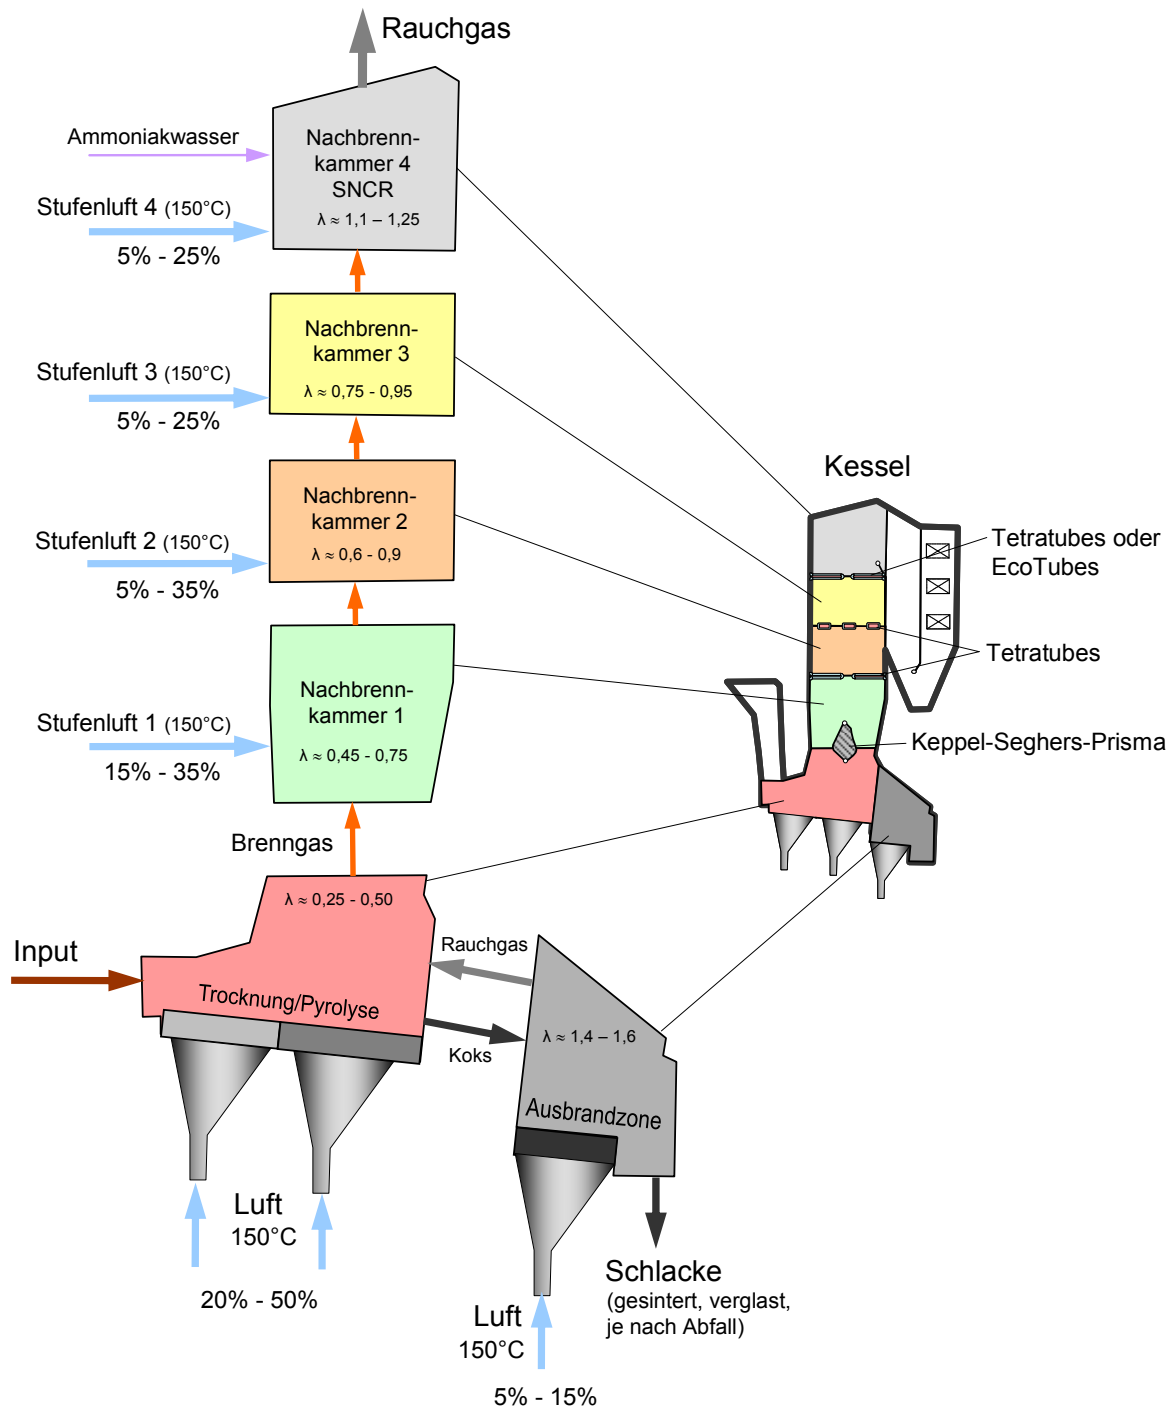 Rauchgas
Ammoniakwasser
Nachbrenn-
kammer 4
SNCR
λ ≈ 1,1 – 1,25
Stufenluft 4 (150°C)
5% - 25%
Nachbrenn-
kammer 3
λ ≈ 0,75 - 0,95
Stufenluft 3 (150°C)
5% - 25%
Nachbrenn-
kammer 2
λ ≈ 0,6 - 0,9
Stufenluft 2 (150°C)
5% - 35%
Nachbrenn-
kammer 1
λ ≈ 0,45 - 0,75
Stufenluft 1 (150°C)
15% - 35%
Brenngas
Kessel
Tetratubes oder
EcoTubes
Tetratubes
Keppel-Seghers-Prisma
λ ≈ 0,25 - 0,50
Input
Trocknung/Pyrolyse
Rauchgas
Koks
λ ≈ 1,4 – 1,6
Ausbrandzone
Luft
150°C
20% - 50%
Schlacke
(gesintert, verglast,
je nach Abfall)
Luft
150°C
5% - 15%